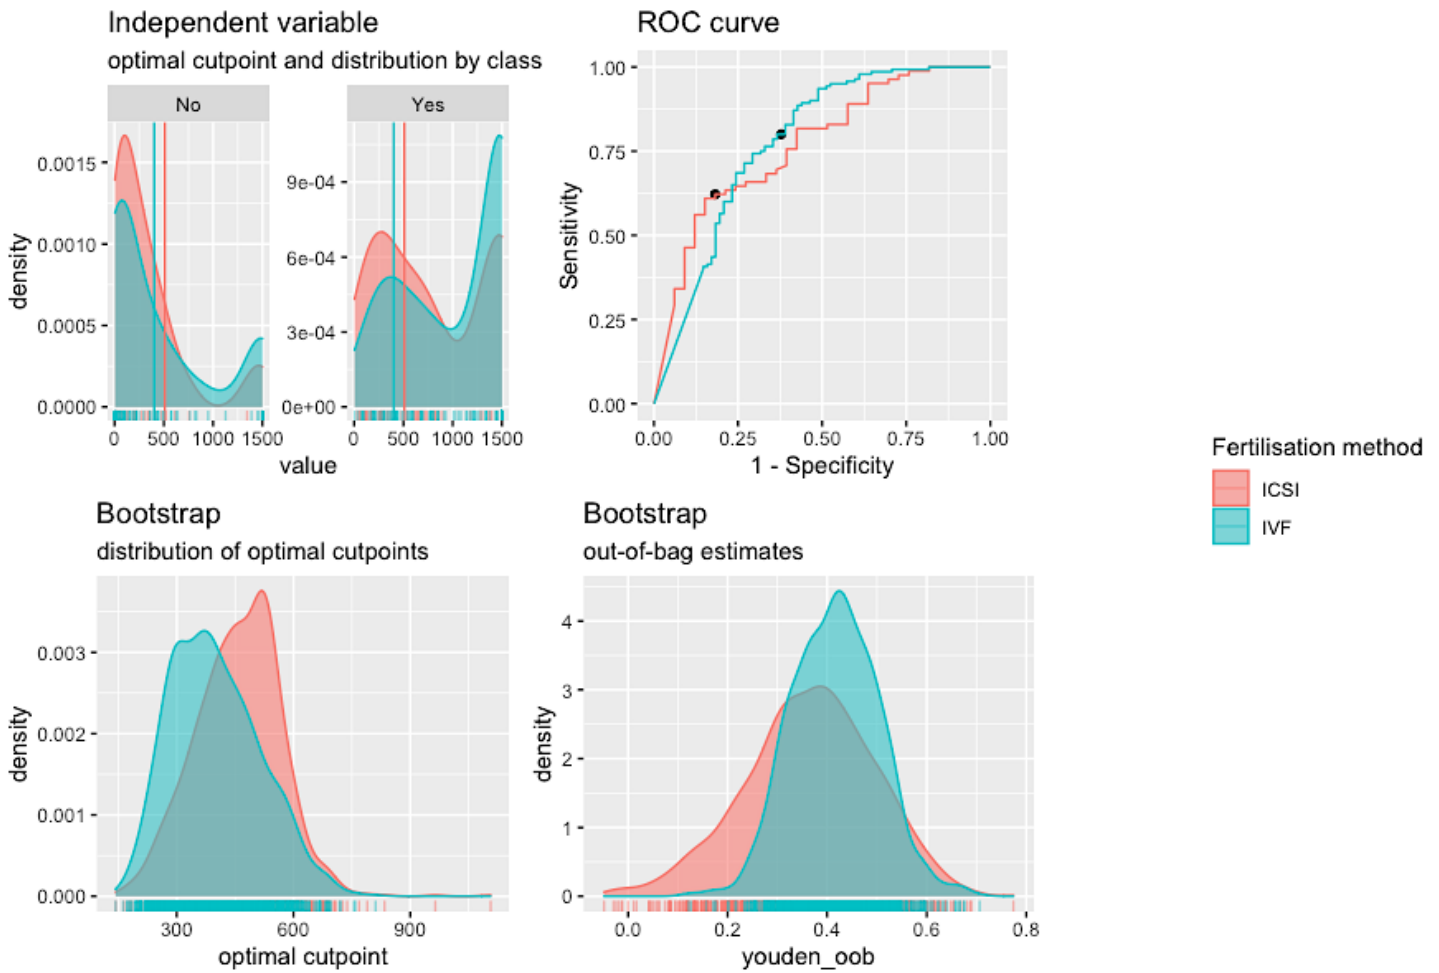 Independent variable
optimal cutpoint and distribution by class
No
Yes
density
0.0015
0.0010
0.0005
0.0000
9e-04
6e-04
3e-04
0e+00
0 500 1000 1500
0 500 1000 1500
value
ROC curve
Sensitivity
1.00
0.75
0.50
0.25
0.00
0.00 0.25 0.50 0.75 1.00
1 - Specificity
Fertilisation method
ICSI
IVF
Bootstrap
distribution of optimal cutpoints
density
0.003
0.002
0.001
0.000
300 600 900
optimal cutpoint
Bootstrap
out-of-bag estimates
density
4
3
2
1
0
0.0 0.2 0.4 0.6 0.8
youden_oob